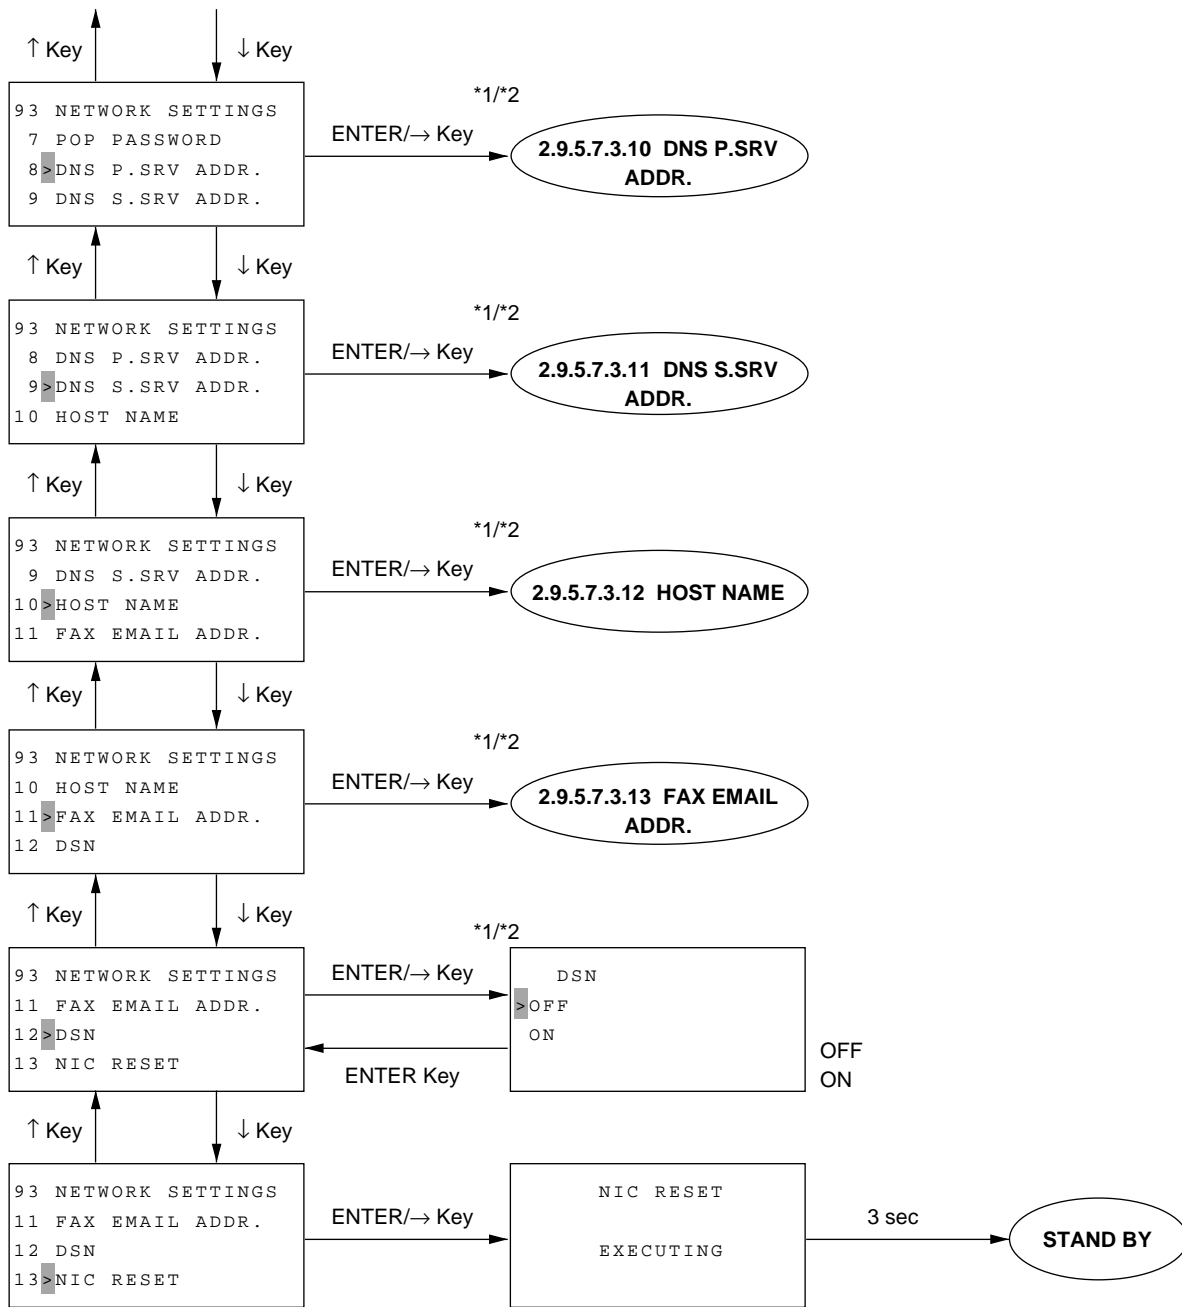 ↑ Key
↓ Key
93 NETWORK SETTINGS
7 POP PASSWORD
8>DNS P.SRV ADDR.
9 DNS S.SRV ADDR.
ENTER/→ Key
*1/*2
2.9.5.7.3.10 DNS P.SRV
ADDR.
↑ Key
↓ Key
93 NETWORK SETTINGS
8 DNS P.SRV ADDR.
9>DNS S.SRV ADDR.
10 HOST NAME
ENTER/→ Key
*1/*2
2.9.5.7.3.11 DNS S.SRV
ADDR.
↑ Key
↓ Key
93 NETWORK SETTINGS
9 DNS S.SRV ADDR.
10>HOST NAME
11 FAX EMAIL ADDR.
ENTER/→ Key
*1/*2
2.9.5.7.3.12 HOST NAME
↑ Key
↓ Key
93 NETWORK SETTINGS
10 HOST NAME
11>FAX EMAIL ADDR.
12 DSN
ENTER/→ Key
*1/*2
2.9.5.7.3.13 FAX EMAIL
ADDR.
↑ Key
↓ Key
93 NETWORK SETTINGS
11 FAX EMAIL ADDR.
12>DSN
13 NIC RESET
ENTER/→ Key
*1/*2
DSN
>OFF
ON
ENTER Key
OFF
ON
↑ Key
↓ Key
93 NETWORK SETTINGS
11 FAX EMAIL ADDR.
12 DSN
13>NIC RESET
ENTER/→ Key
NIC RESET
EXECUTING
3 sec
STAND BY